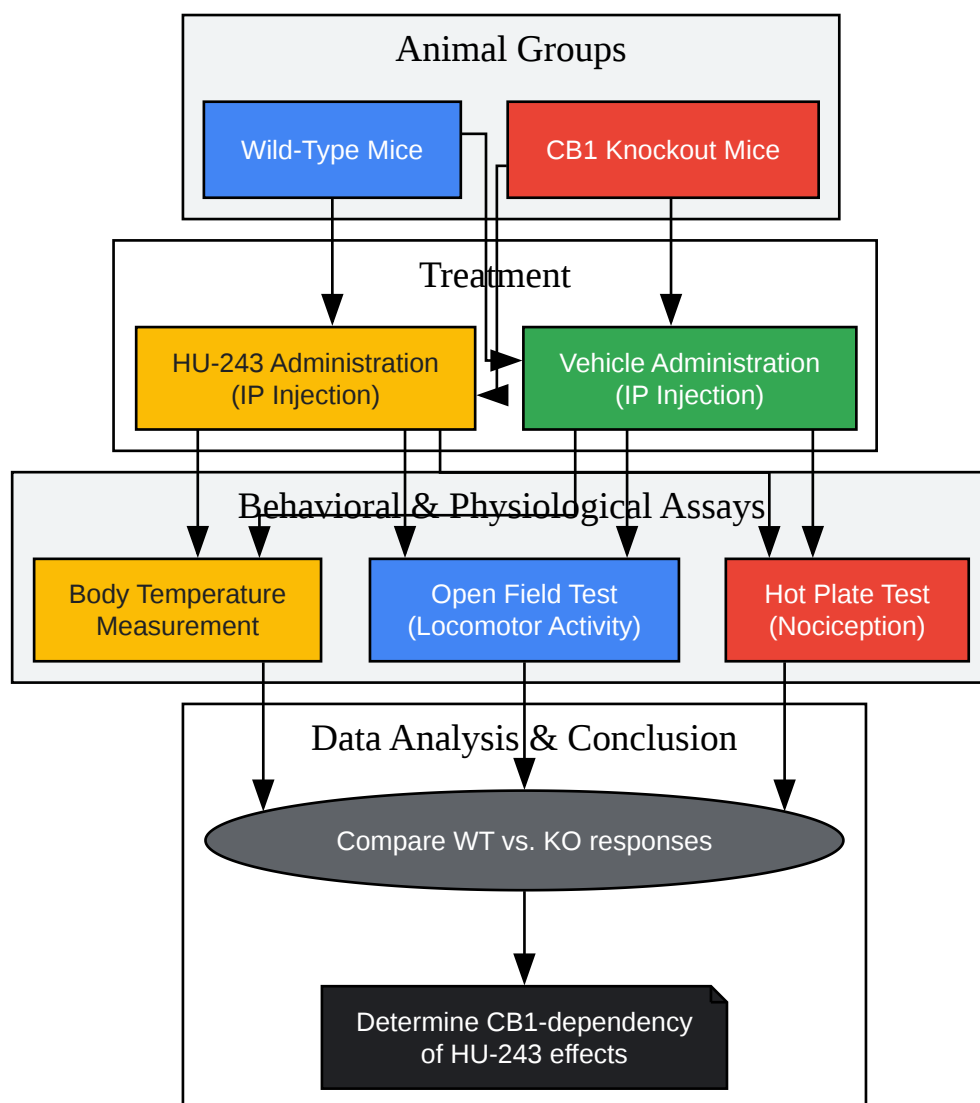 Animal Groups
Wild-Type Mice
CB1 Knockout Mice
Treatment
HU-243 Administration
(IP Injection)
Vehicle Administration
(IP Injection)
Behavioral & Physiological Assays
Body Temperature
Measurement
Open Field Test
(Locomotor Activity)
Hot Plate Test
(Nociception)
Data Analysis & Conclusion
Compare WT vs. KO responses
Determine CB1-dependency
of HU-243 effects